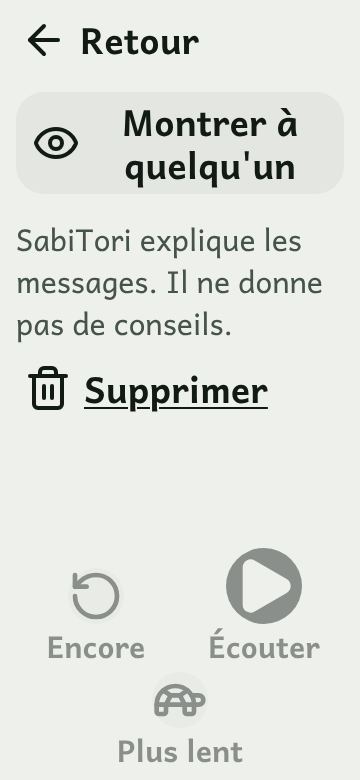 Retour
Montrer à
quelqu'un
SabiTori explique les
messages. Il ne donne
pas de conseils.
Supprimer
Encore
Écouter
Plus lent